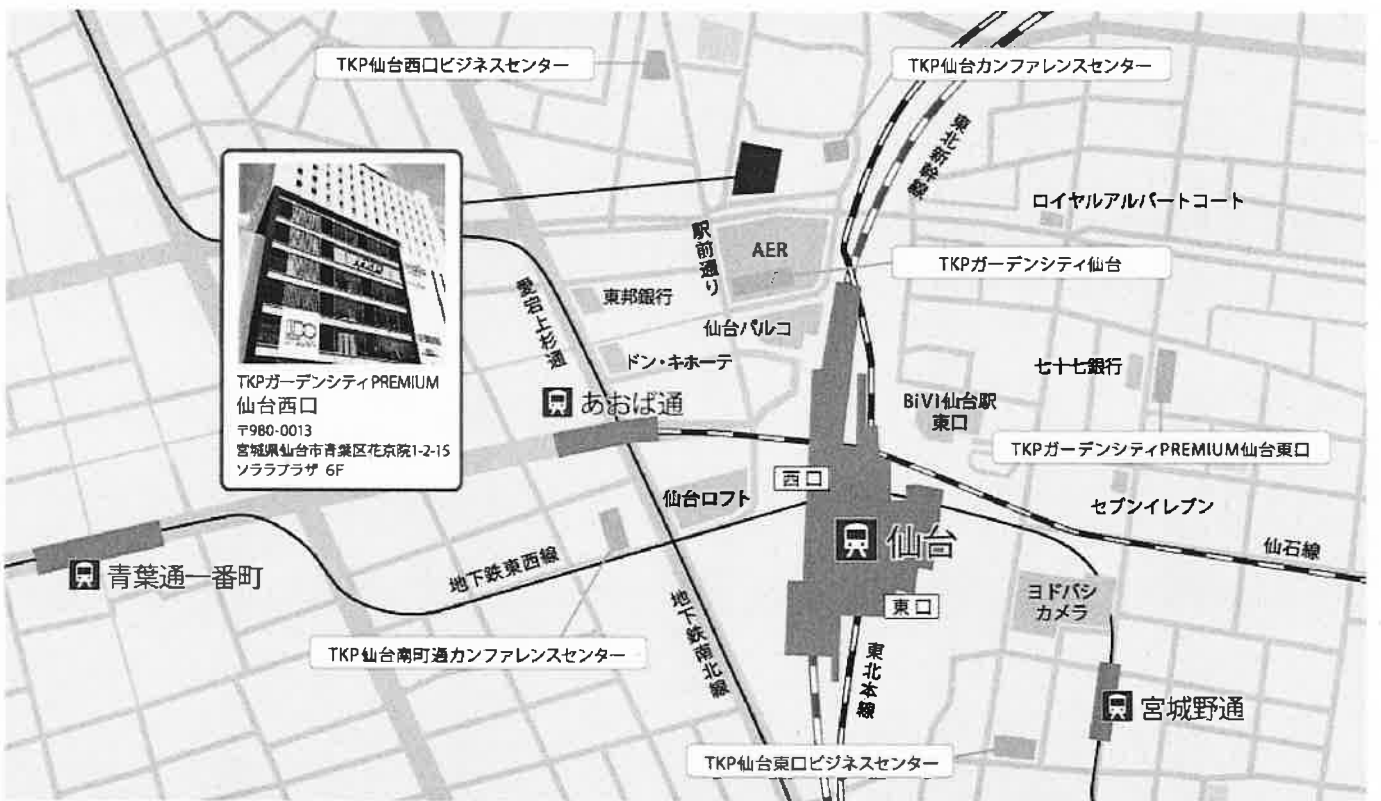 TKP仙台西口ビジネスセンター
TKP仙台カンファレンスセンター
東北新幹線
ロイヤルアルバートコート
駅前通り
AER
TKPガーデンシティ仙台
東邦銀行
愛宕上杉通
仙台パルコ
ドン・キホーテ
七十七銀行
TKPガーデンシティPREMIUM
仙台西口
〒980-0013
宮城県仙台市青葉区花京院1-2-15
ソララプラザ 6F
あおば通
BiVi仙台駅
東口
TKPガーデンシティPREMIUM仙台東口
西口
仙台ロフト
セブンイレブン
仙台
仙石線
青葉通一番町
地下鉄東西線
ヨドバシ
カメラ
東口
地下鉄南北線
TKP仙台南町通カンファレンスセンター
東北本線
宮城野通
TKP仙台東口ビジネスセンター